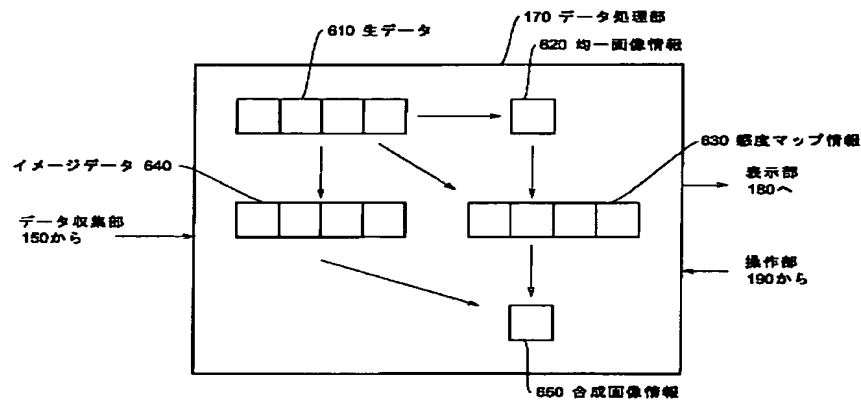 610 生データ
170 データ処理部
620 均一画像情報
630 感度マップ情報
イメージデータ 640
表示部
180へ
データ収集部
150から
操作部
190から
650 合成画像情報